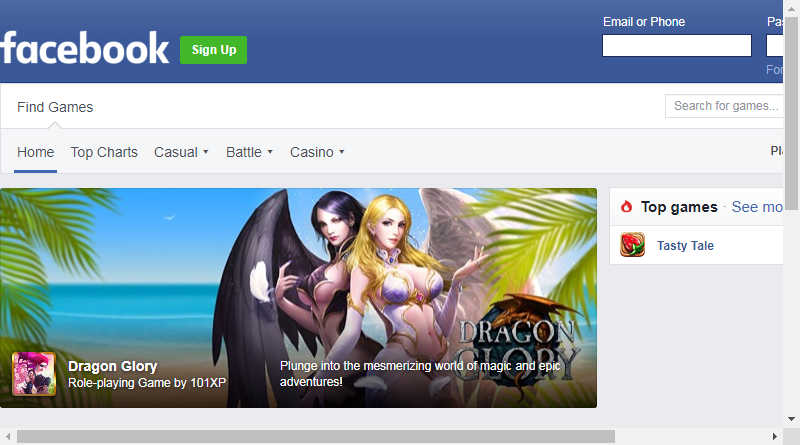 Email or Phone
Pas
facebook
Sign Up
For
Find Games
Search for games...
Home
Top Charts
Casual
Battle
Casino
Pl
Top games · See mo
Tasty Tale
DRAGON
GLORY
Dragon Glory
Role-playing Game by 101XP
Plunge into the mesmerizing world of magic and epic
adventures!